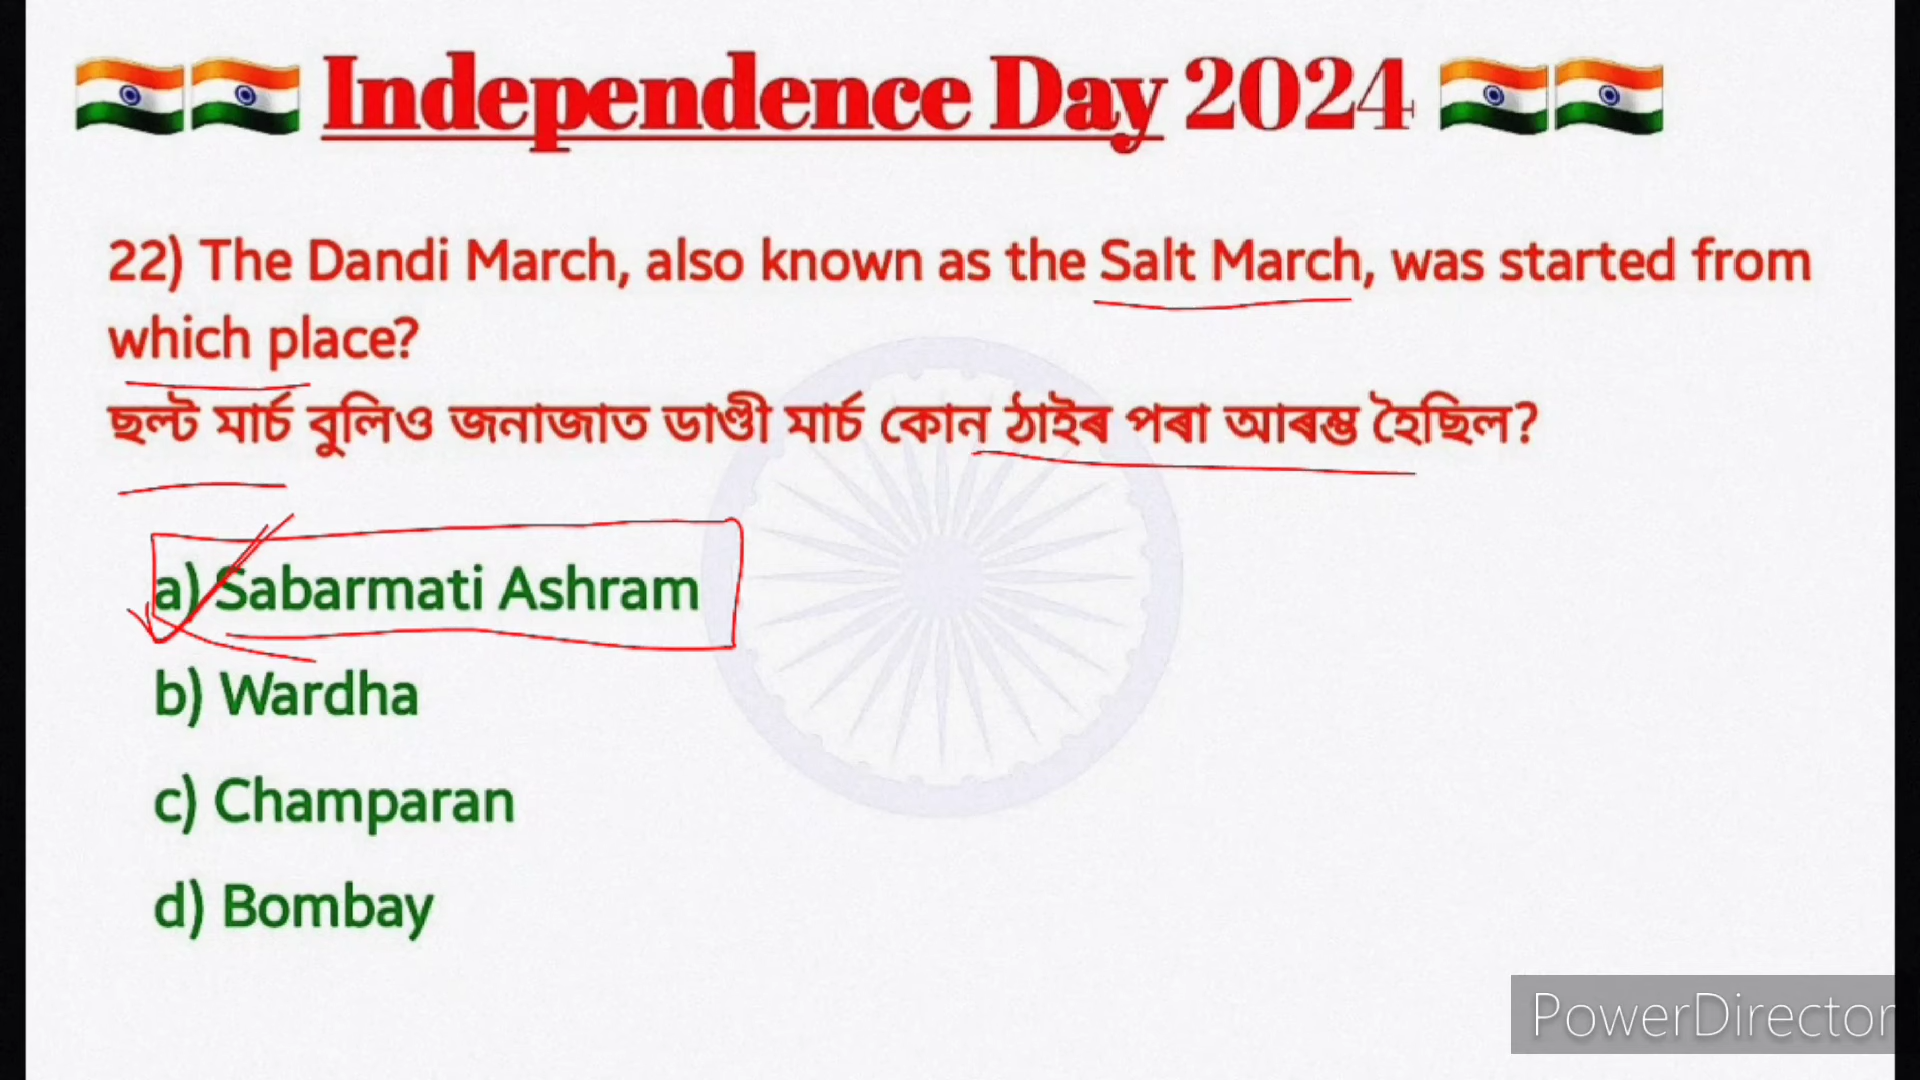 Independence Day 2024
22) The Dandi March, also known as the Salt March, was started from
which place?
ছল্ট মাৰ্চ বুলিও জনাজাত ডাণ্ডী মাৰ্চ কোন ঠাইৰ পৰা আৰম্ভ হৈছিল?
a) Sabarmati Ashram
b) Wardha
c) Champaran
d) Bombay
PowerDirector